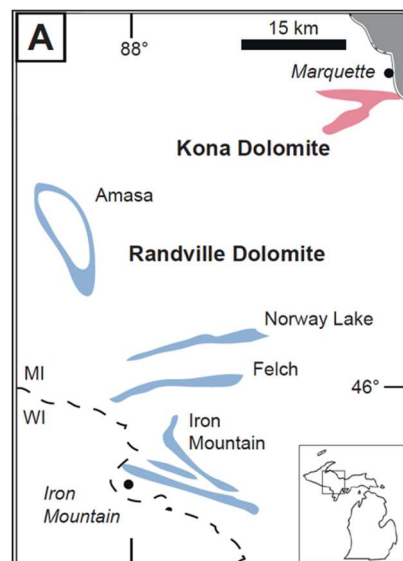 A
88°
15 km
Marquette
Kona Dolomite
Amasa
Randville Dolomite
Norway Lake
Felch
MI
46°
WI
Iron
Mountain
Iron
Mountain